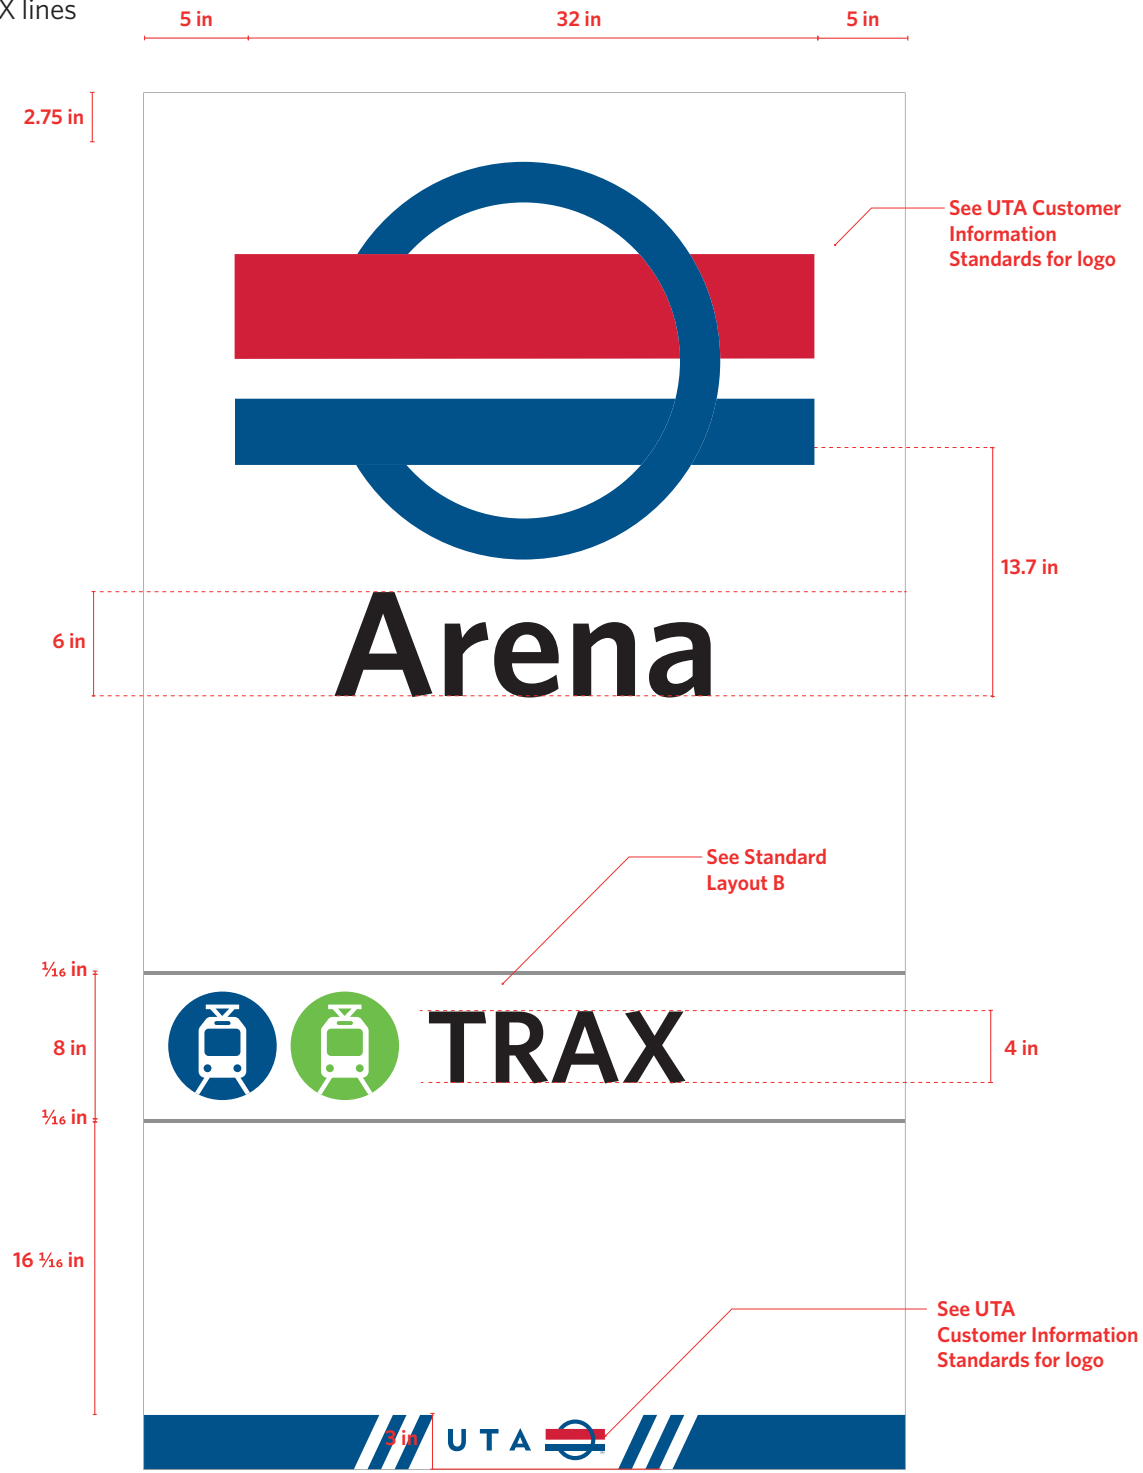 X lines
5 in 32 in 5 in
2.75 in
See UTA Customer
Information
Standards for logo
13.7 in
6 in
Arena
See Standard
Layout B
1⁄16 in
8 in
TRAX
4 in
1⁄16 in
16 1⁄16 in
See UTA
Customer Information
Standards for logo
3 in
UTA